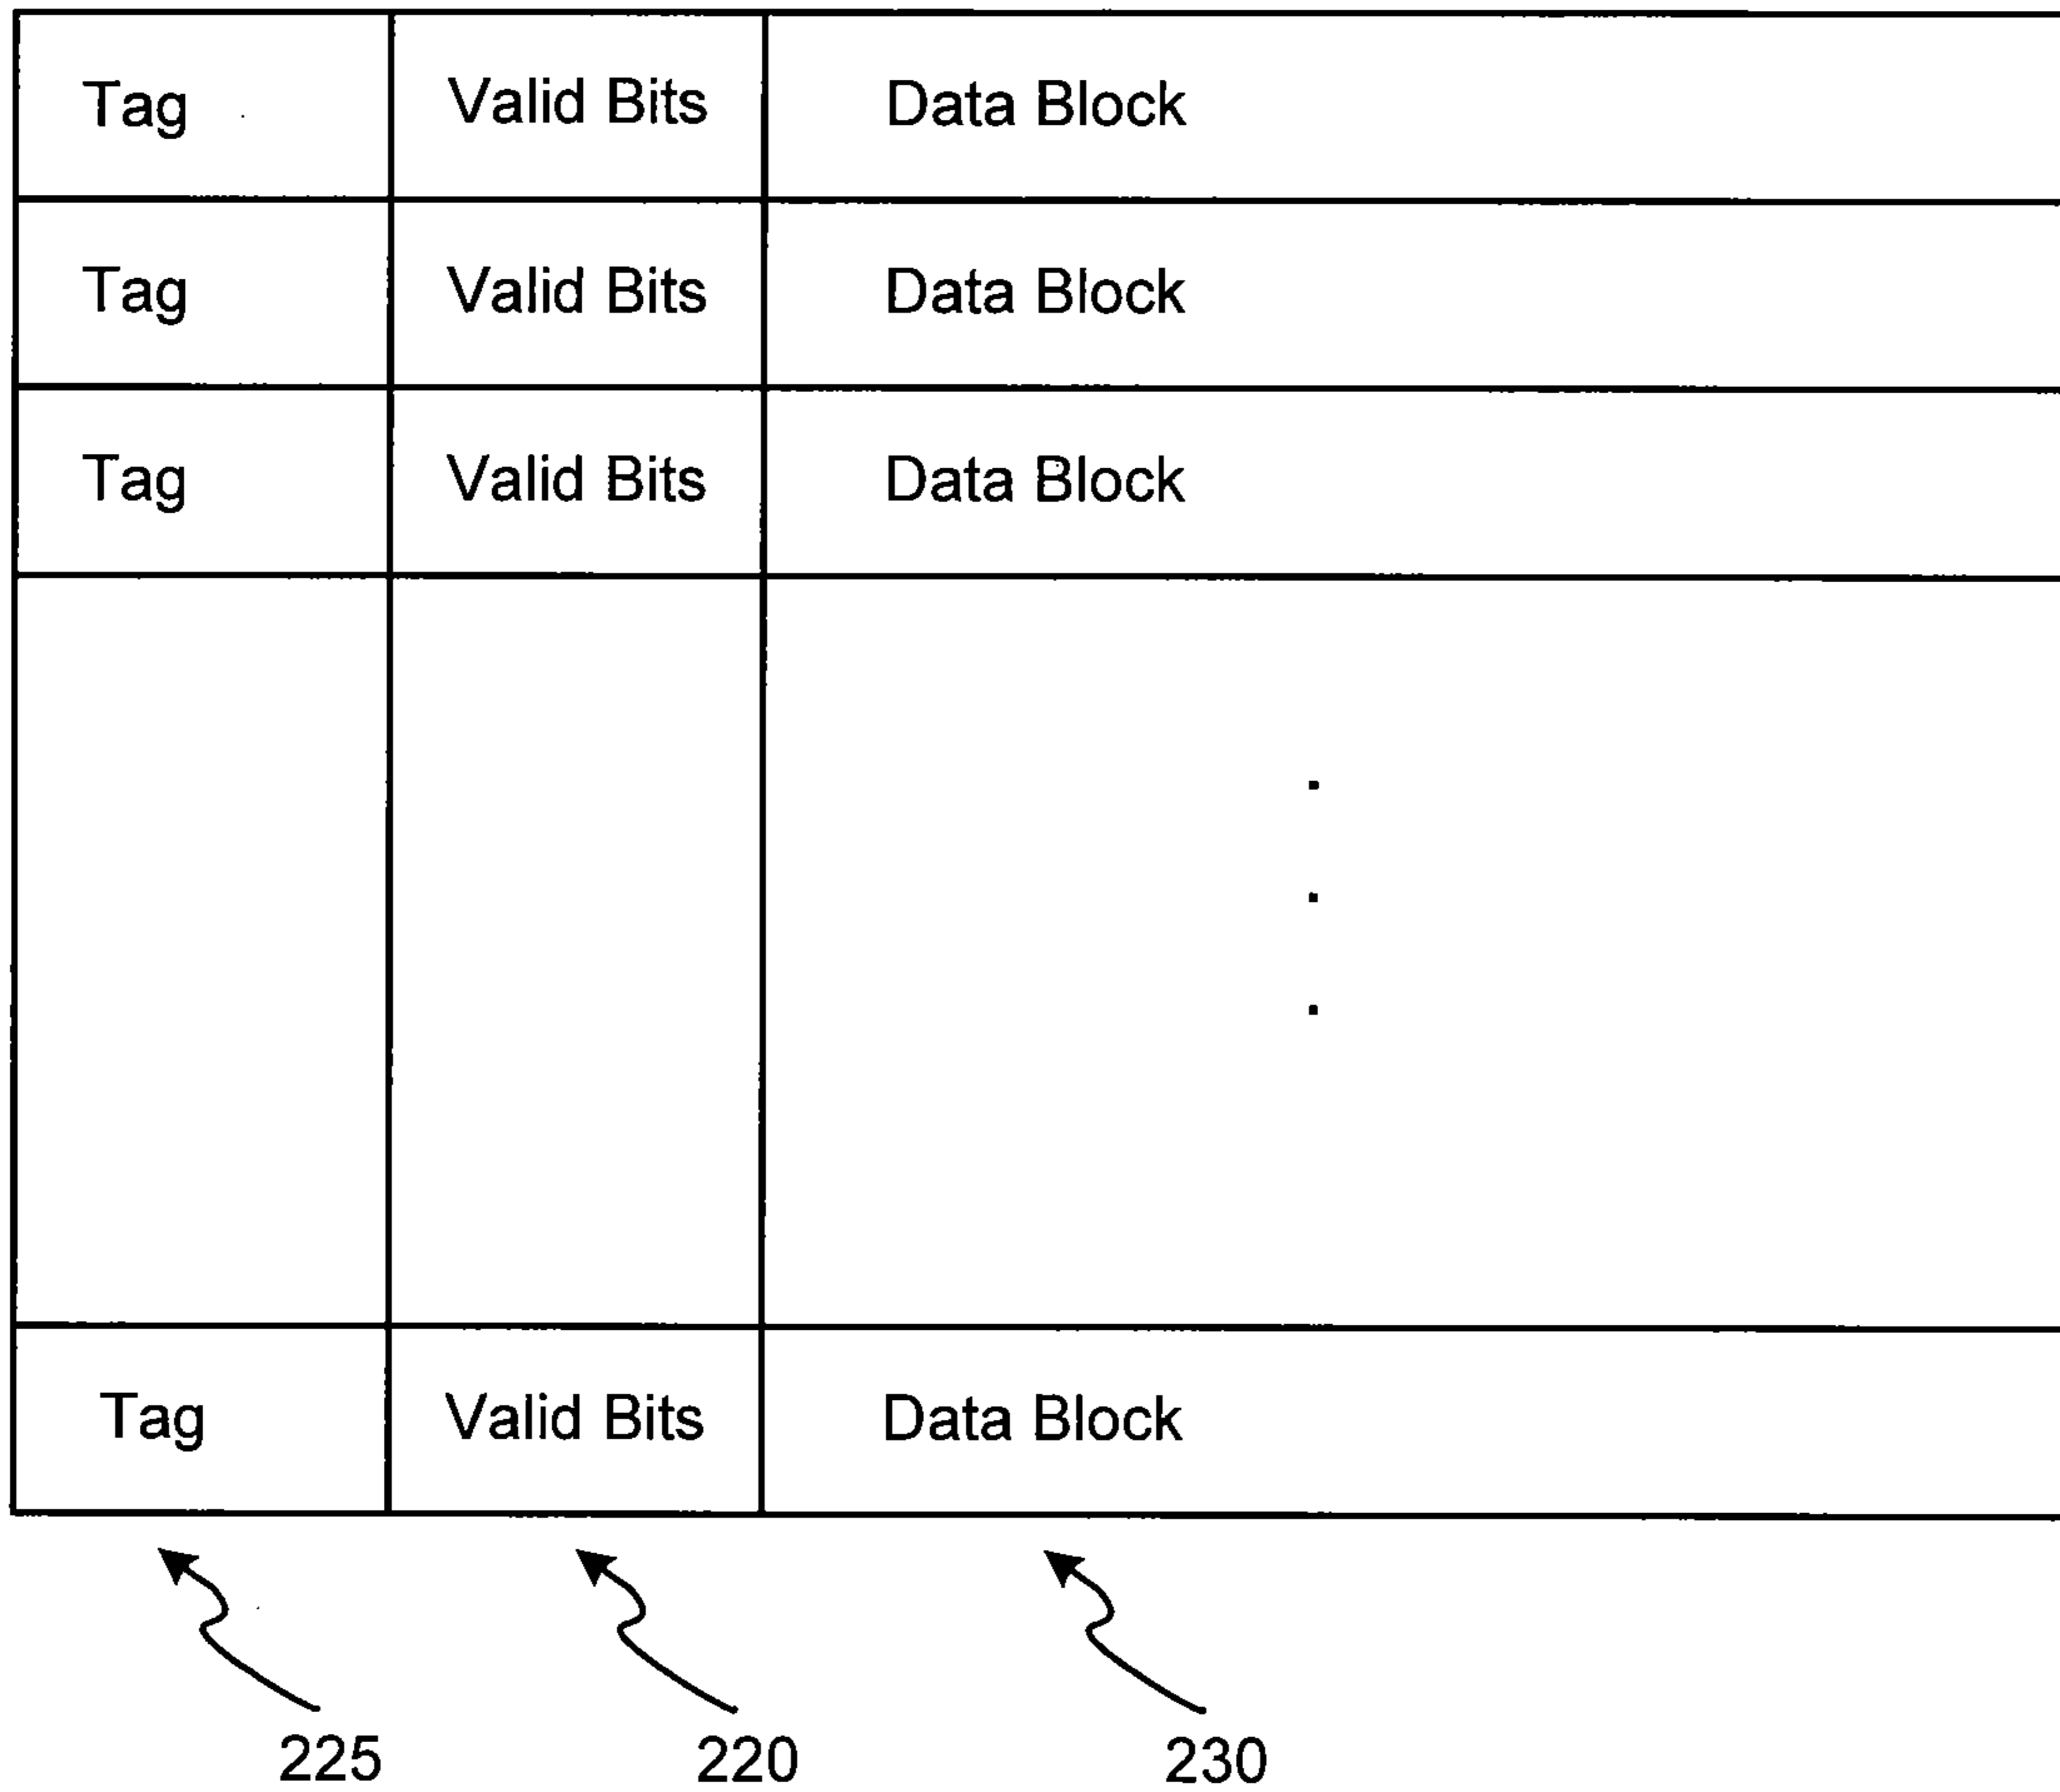 Tag Valid Bits Data Block
Tag Valid Bits Data Block
Tag Valid Bits Data Block
.
.
.
Tag Valid Bits Data Block
225 220 230